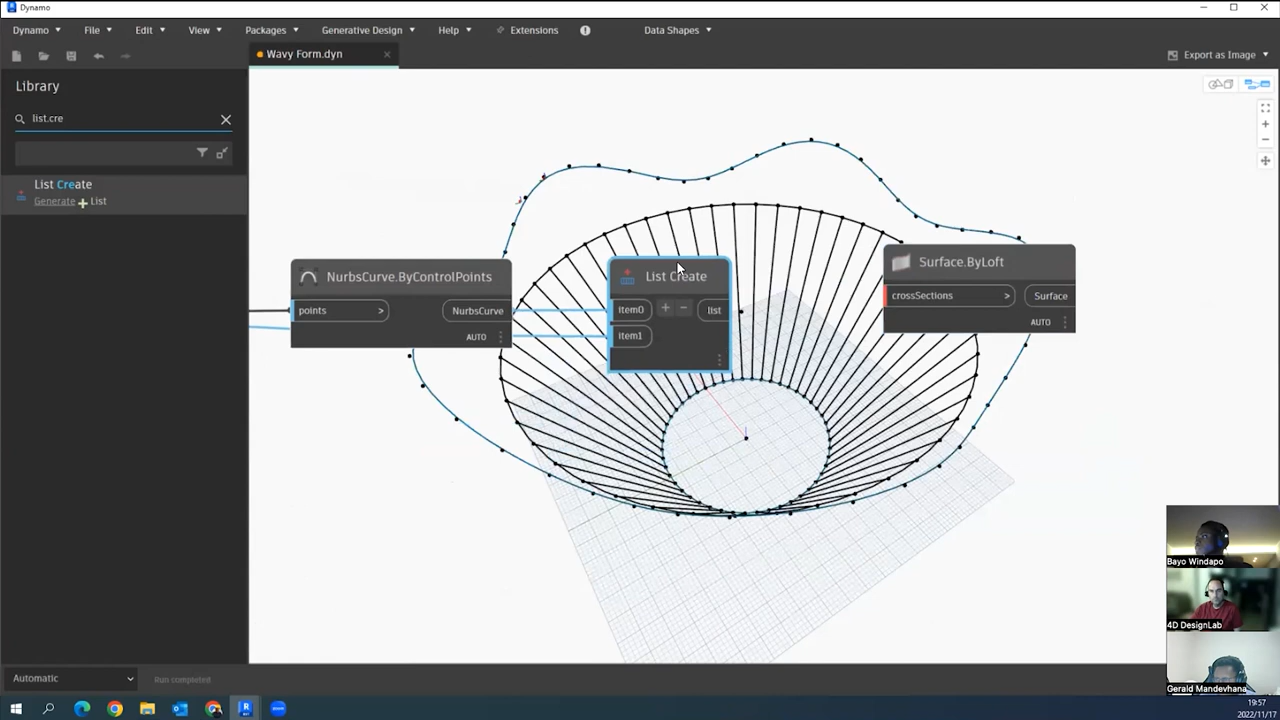 Dynamo
Dynamo File Edit View Packages Generative Design Help Extensions Data Shapes
Wavy Form.dyn
Export as Image
Library
list.cre
List Create
Generate List
NurbsCurve.ByControlPoints
points > NurbsCurve
AUTO
List Create
item0 + - list
item1
Surface.ByLoft
crossSections > Surface
AUTO
Bayo Windapo
4D DesignLab
Gerald Mandevhana
Automatic Run completed
19:57
2022/11/17